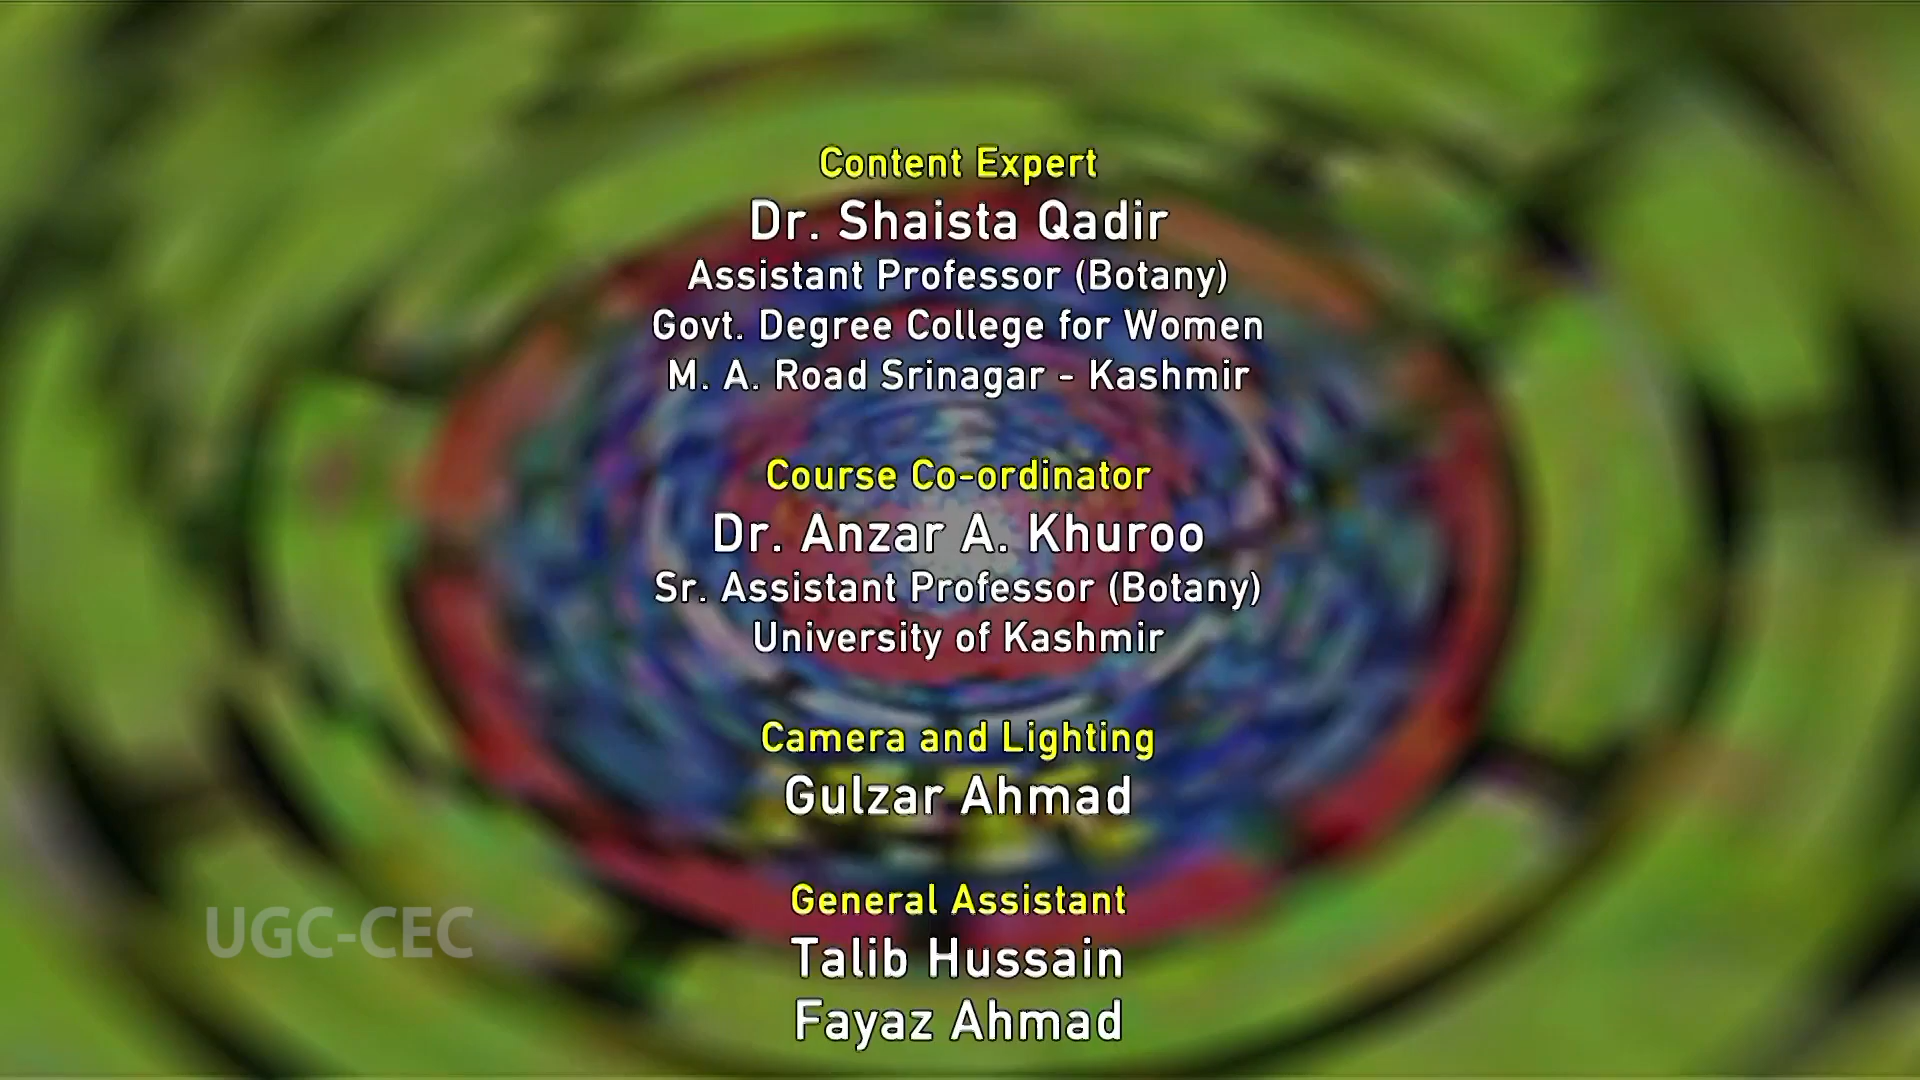 Content Expert
Dr. Shaista Qadir
Assistant Professor (Botany)
Govt. Degree College for Women
M. A. Road Srinagar - Kashmir
Course Co-ordinator
Dr. Anzar A. Khuroo
Sr. Assistant Professor (Botany)
University of Kashmir
Camera and Lighting
Gulzar Ahmad
General Assistant
Talib Hussain
Fayaz Ahmad
UGC-CEC